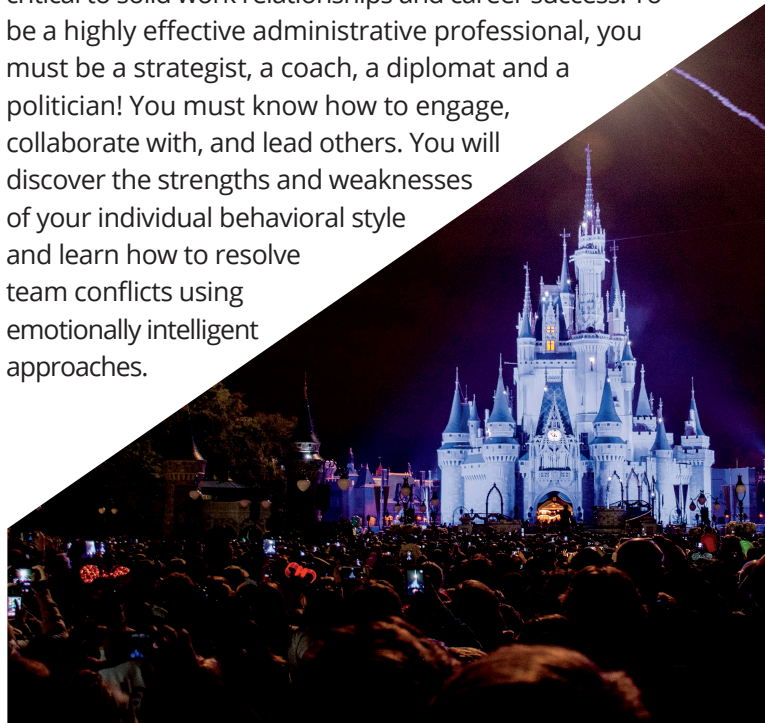 critical to solid work relationships and career success. To
be a highly effective administrative professional, you
must be a strategist, a coach, a diplomat and a
politician! You must know how to engage,
collaborate with, and lead others. You will
discover the strengths and weaknesses
of your individual behavioral style
and learn how to resolve
team conflicts using
emotionally intelligent
approaches.